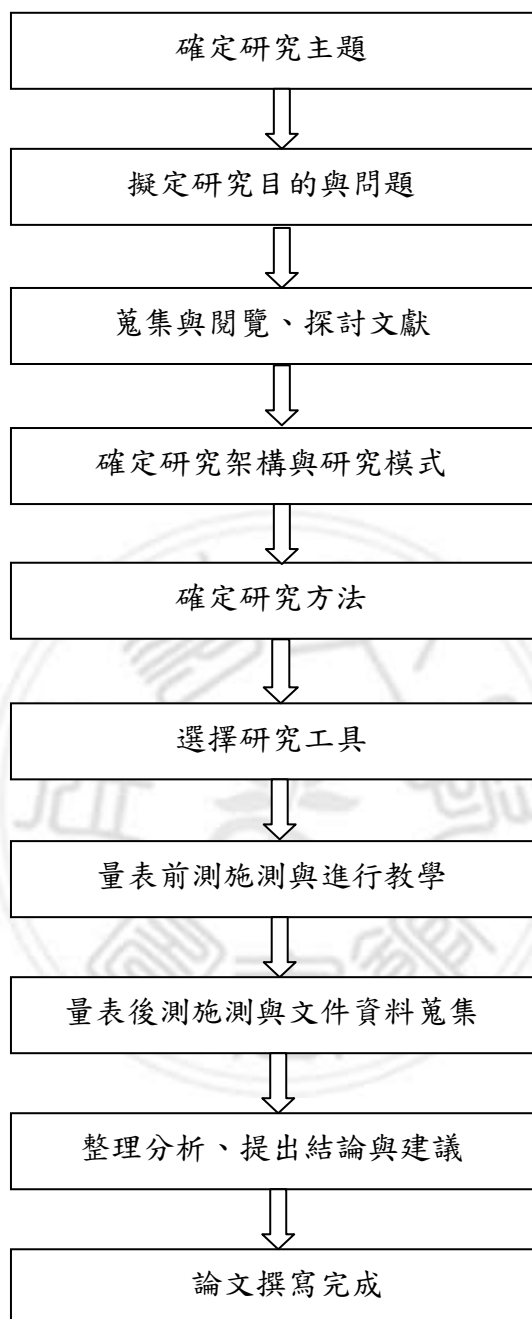 確定研究主題
擬定研究目的與問題
蒐集與閱覽、探討文獻
確定研究架構與研究模式
確定研究方法
選擇研究工具
量表前測施測與進行教學
量表後測施測與文件資料蒐集
整理分析、提出結論與建議
論文撰寫完成